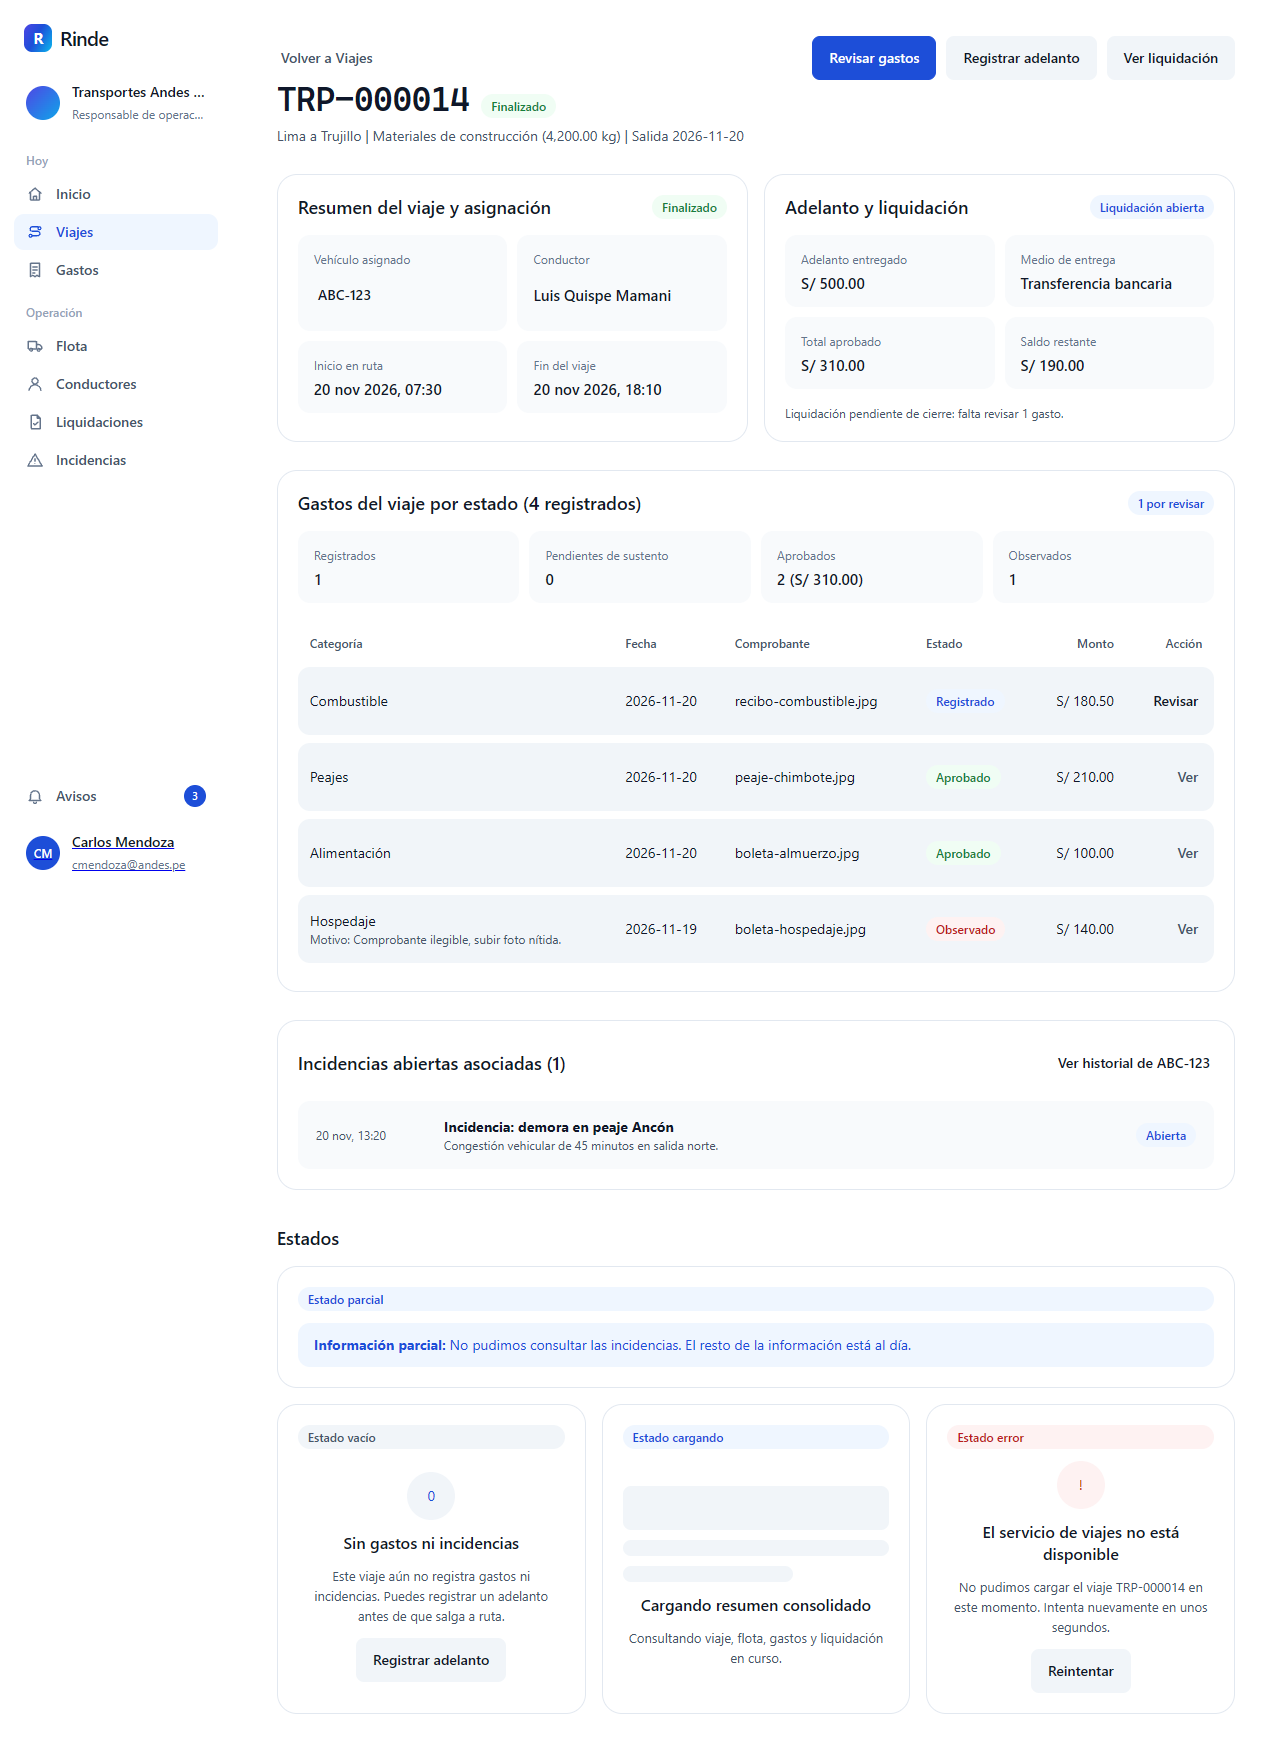 R Rinde
Transportes Andes ...
Responsable de operac...
Hoy
Inicio
Viajes
Gastos
Operación
Flota
Conductores
Liquidaciones
Incidencias
Avisos 3
CM Carlos Mendoza
cmendoza@andes.pe
Volver a Viajes
Revisar gastos Registrar adelanto Ver liquidación
TRP-000014 Finalizado
Lima a Trujillo | Materiales de construcción (4,200.00 kg) | Salida 2026-11-20
Resumen del viaje y asignación Finalizado
Vehículo asignado
ABC-123
Conductor
Luis Quispe Mamani
Inicio en ruta
20 nov 2026, 07:30
Fin del viaje
20 nov 2026, 18:10
Adelanto y liquidación Liquidación abierta
Adelanto entregado
S/ 500.00
Medio de entrega
Transferencia bancaria
Total aprobado
S/ 310.00
Saldo restante
S/ 190.00
Liquidación pendiente de cierre: falta revisar 1 gasto.
Gastos del viaje por estado (4 registrados) 1 por revisar
Registrados
1
Pendientes de sustento
0
Aprobados
2 (S/ 310.00)
Observados
1
Categoría Fecha Comprobante Estado Monto Acción
Combustible 2026-11-20 recibo-combustible.jpg Registrado S/ 180.50 Revisar
Peajes 2026-11-20 peaje-chimbote.jpg Aprobado S/ 210.00 Ver
Alimentación 2026-11-20 boleta-almuerzo.jpg Aprobado S/ 100.00 Ver
Hospedaje 2026-11-19 boleta-hospedaje.jpg Observado S/ 140.00 Ver
Motivo: Comprobante ilegible, subir foto nítida.
Incidencias abiertas asociadas (1) Ver historial de ABC-123
20 nov, 13:20 Incidencia: demora en peaje Ancón Abierta
Congestión vehicular de 45 minutos en salida norte.
Estados
Estado parcial
Información parcial: No pudimos consultar las incidencias. El resto de la información está al día.
Estado vacío
0
Sin gastos ni incidencias
Este viaje aún no registra gastos ni
incidencias. Puedes registrar un adelanto
antes de que salga a ruta.
Registrar adelanto
Estado cargando
Cargando resumen consolidado
Consultando viaje, flota, gastos y liquidación
en curso.
Estado error
!
El servicio de viajes no está
disponible
No pudimos cargar el viaje TRP-000014 en
este momento. Intenta nuevamente en unos
segundos.
Reintentar